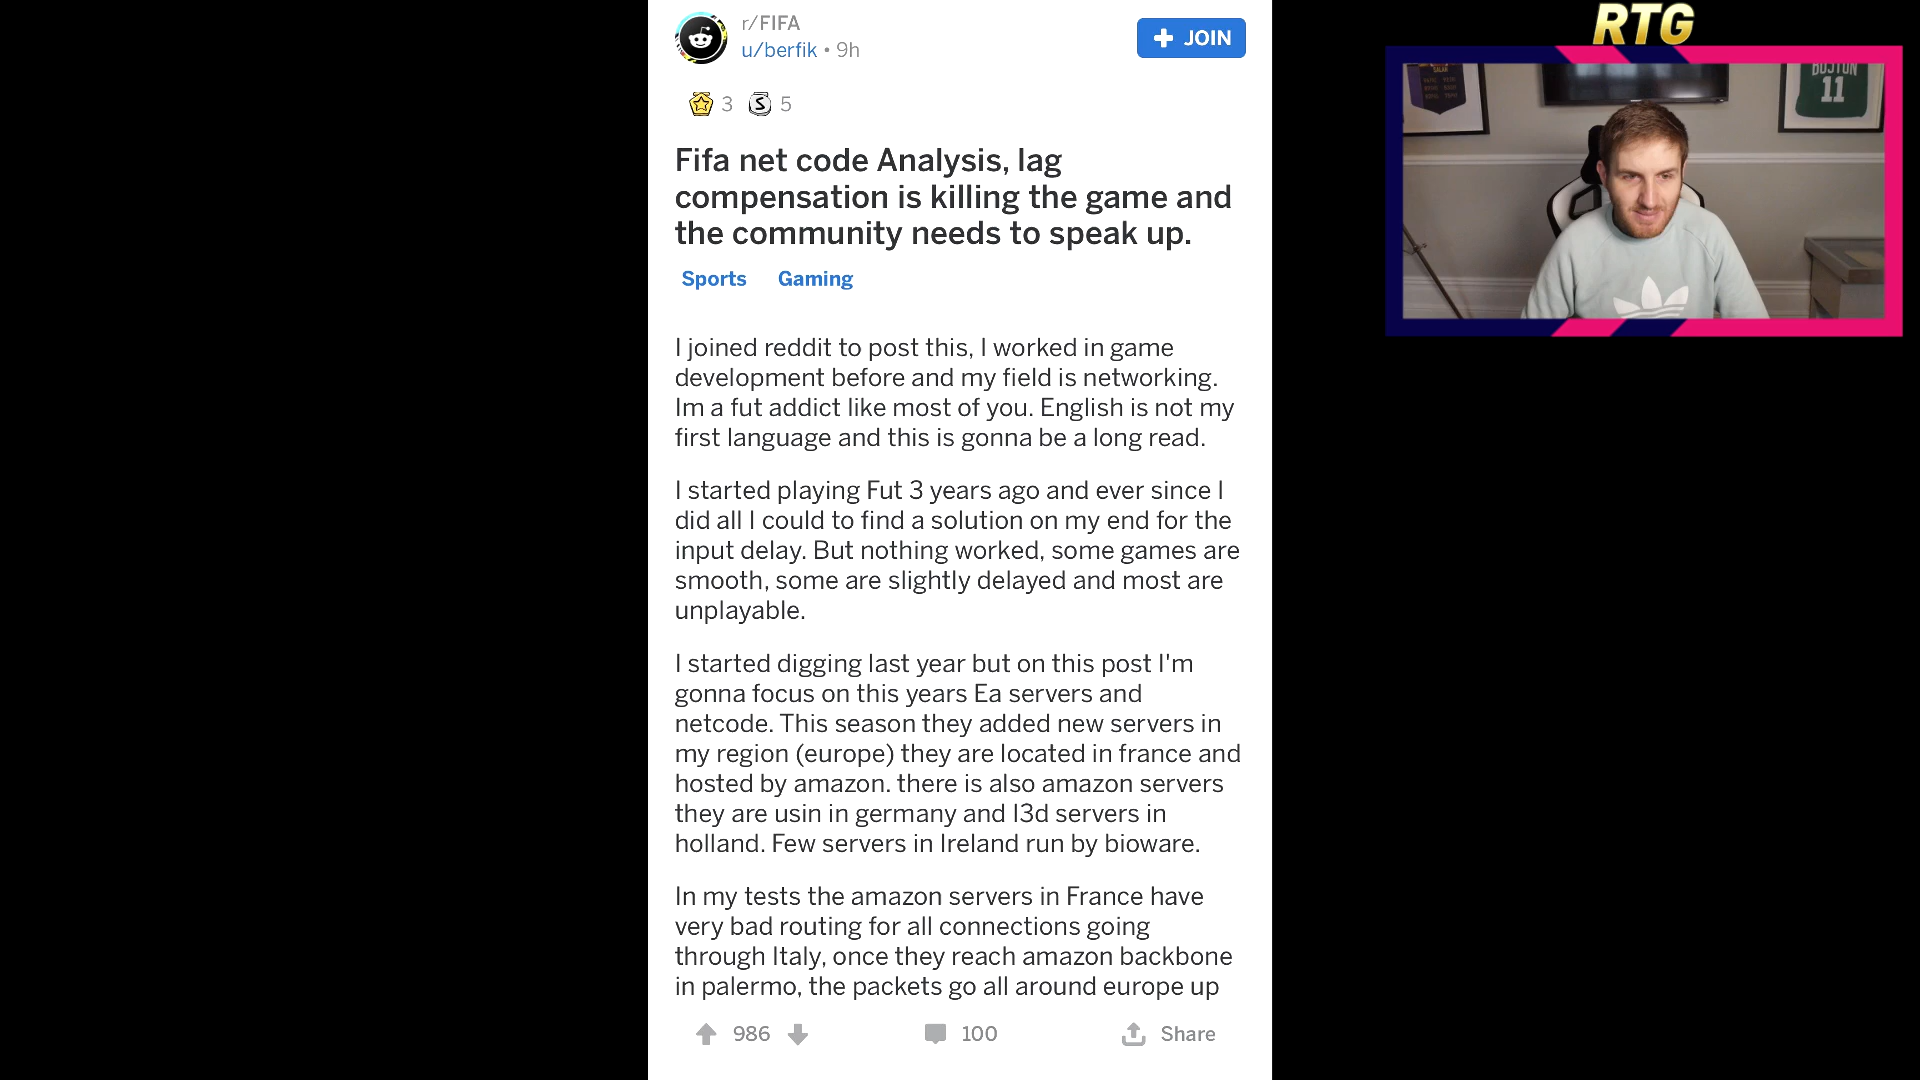 r/FIFA
u/berfik • 9h
+ JOIN
3 S 5
Fifa net code Analysis, lag
compensation is killing the game and
the community needs to speak up.
Sports Gaming
I joined reddit to post this, I worked in game
development before and my field is networking.
Im a fut addict like most of you. English is not my
first language and this is gonna be a long read.
I started playing Fut 3 years ago and ever since I
did all I could to find a solution on my end for the
input delay. But nothing worked, some games are
smooth, some are slightly delayed and most are
unplayable.
I started digging last year but on this post I'm
gonna focus on this years Ea servers and
netcode. This season they added new servers in
my region (europe) they are located in france and
hosted by amazon. there is also amazon servers
they are usin in germany and I3d servers in
holland. Few servers in Ireland run by bioware.
In my tests the amazon servers in France have
very bad routing for all connections going
through Italy, once they reach amazon backbone
in palermo, the packets go all around europe up
986 100 Share
RTG
SALAH
BOSTON
11